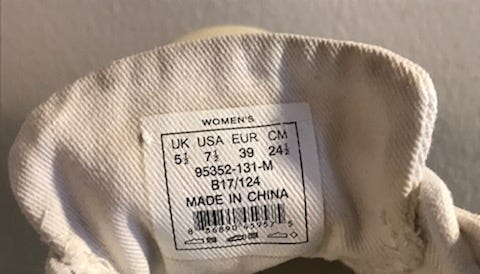 WOMEN'S
UK USA EUR CM
5½ 7½ 39 24½
95352-131-M
B17/124
MADE IN CHINA